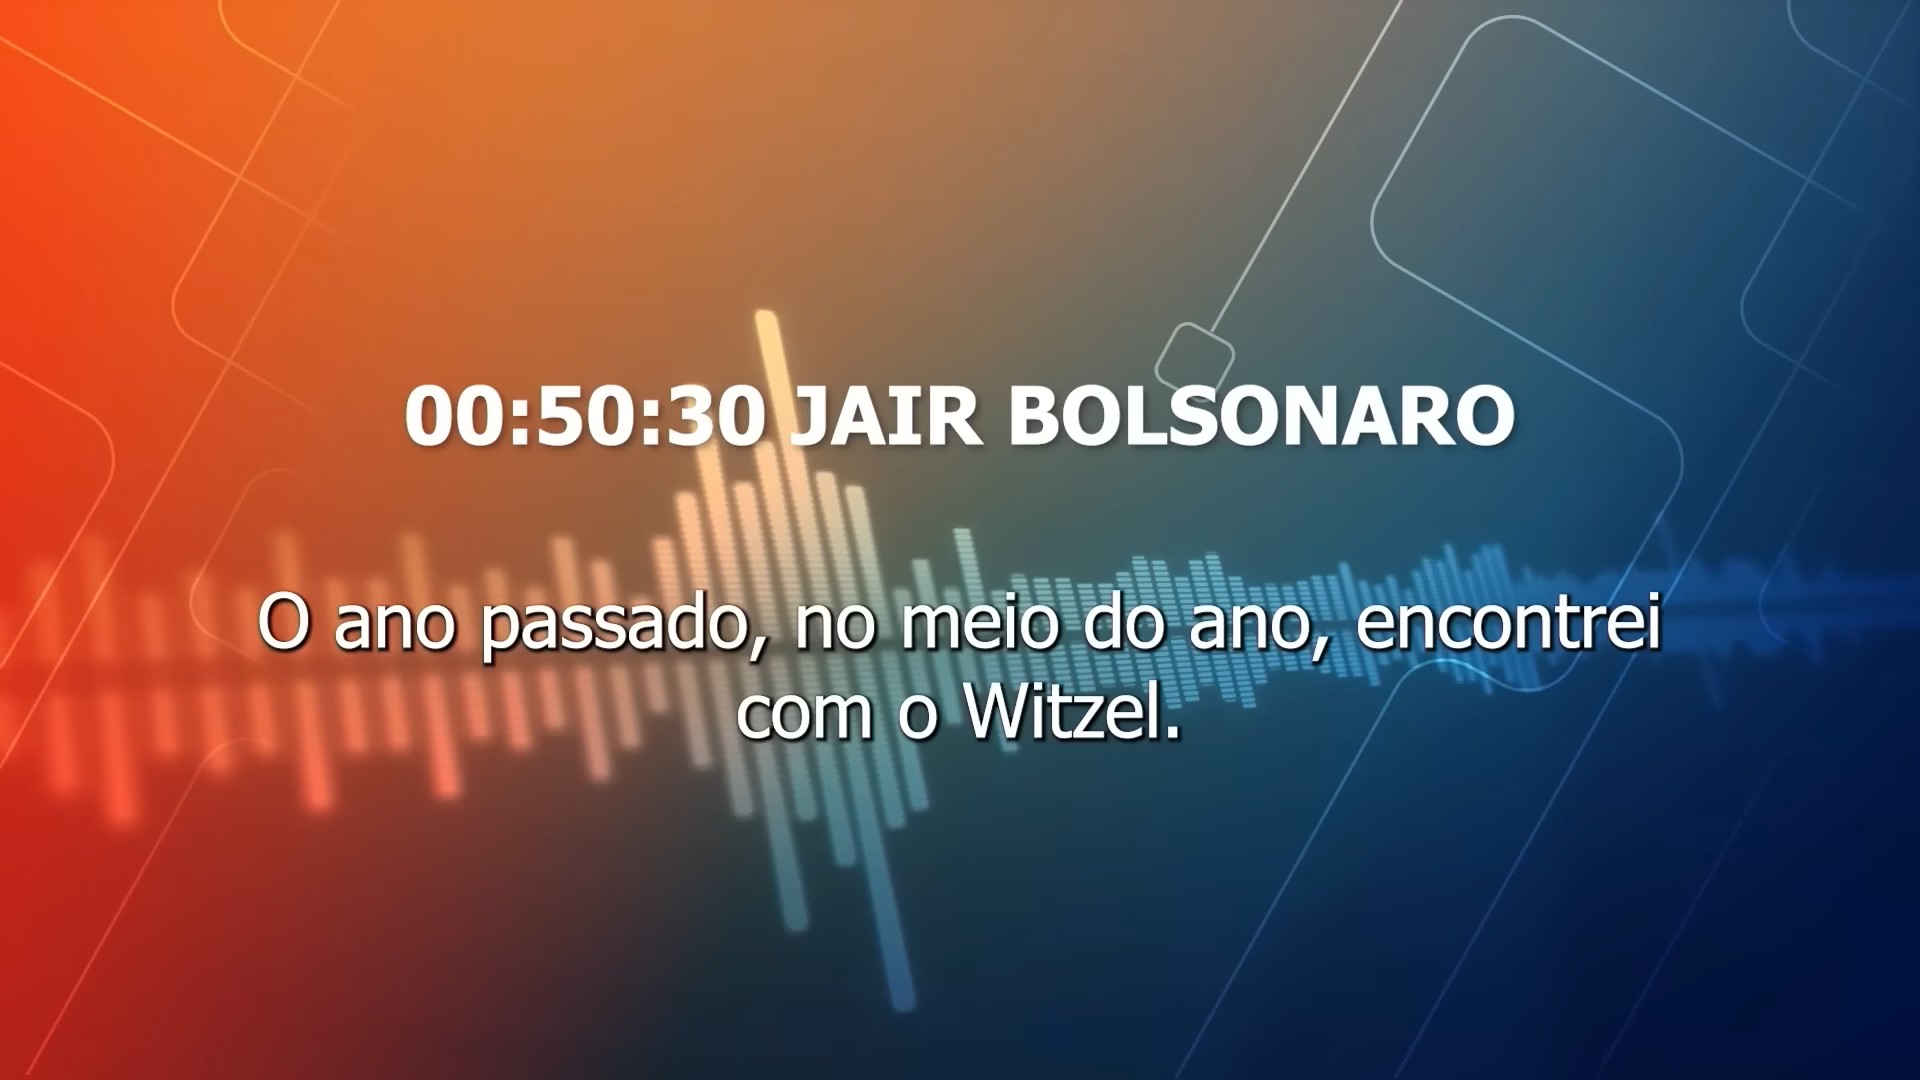 00:50:30 JAIR BOLSONARO
O ano passado, no meio do ano, encontrei
com o Witzel.